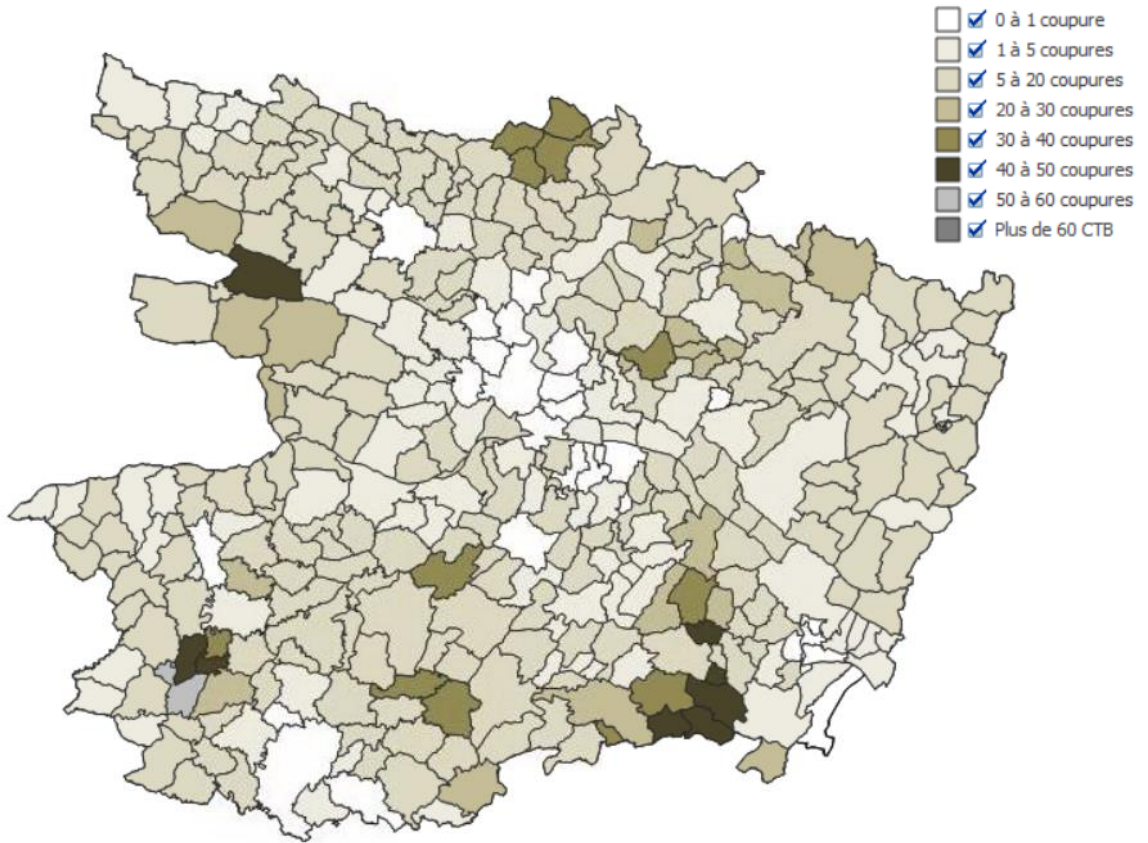 0 à 1 coupure
1 à 5 coupures
5 à 20 coupures
20 à 30 coupures
30 à 40 coupures
40 à 50 coupures
50 à 60 coupures
Plus de 60 CTB